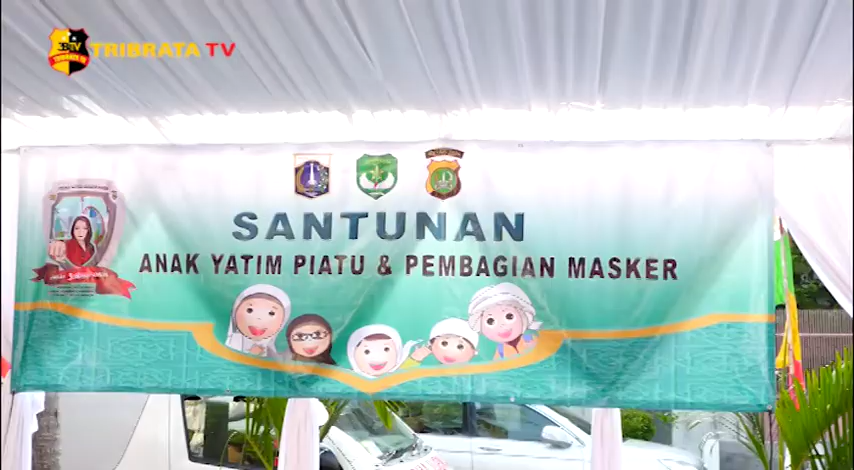 TRIBRATA TV
SANTUNAN
ANAK YATIM PIATU & PEMBAGIAN MASKER